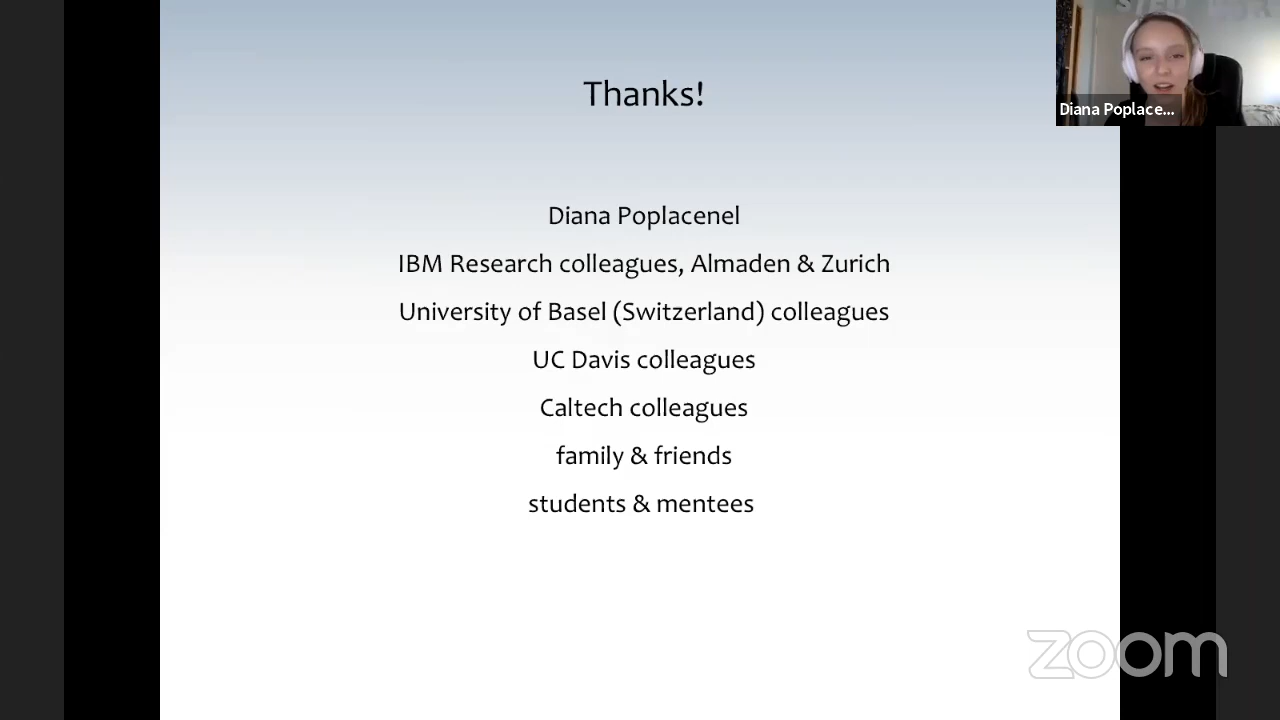 Thanks!
Diana Poplace...
Diana Poplacenel
IBM Research colleagues, Almaden & Zurich
University of Basel (Switzerland) colleagues
UC Davis colleagues
Caltech colleagues
family & friends
students & mentees
zoom